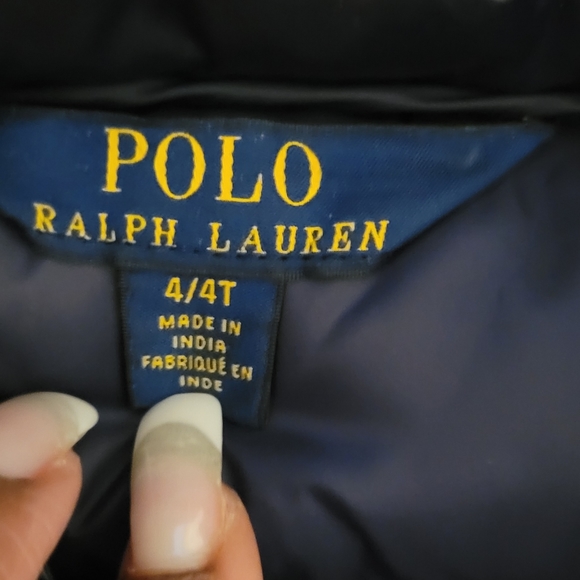 POLO
RALPH LAUREN
4/4T
MADE IN
INDIA
FABRIQUÉ EN
INDE